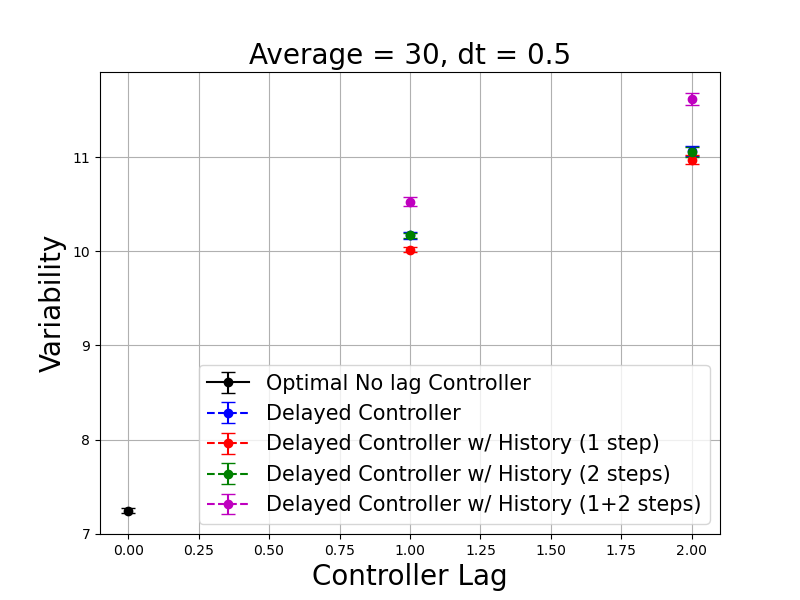 Average = 30, dt = 0.5
Variability
11
10
9
8
7
Optimal No lag Controller
Delayed Controller
Delayed Controller w/ History (1 step)
Delayed Controller w/ History (2 steps)
Delayed Controller w/ History (1+2 steps)
0.00 0.25 0.50 0.75 1.00 1.25 1.50 1.75 2.00
Controller Lag